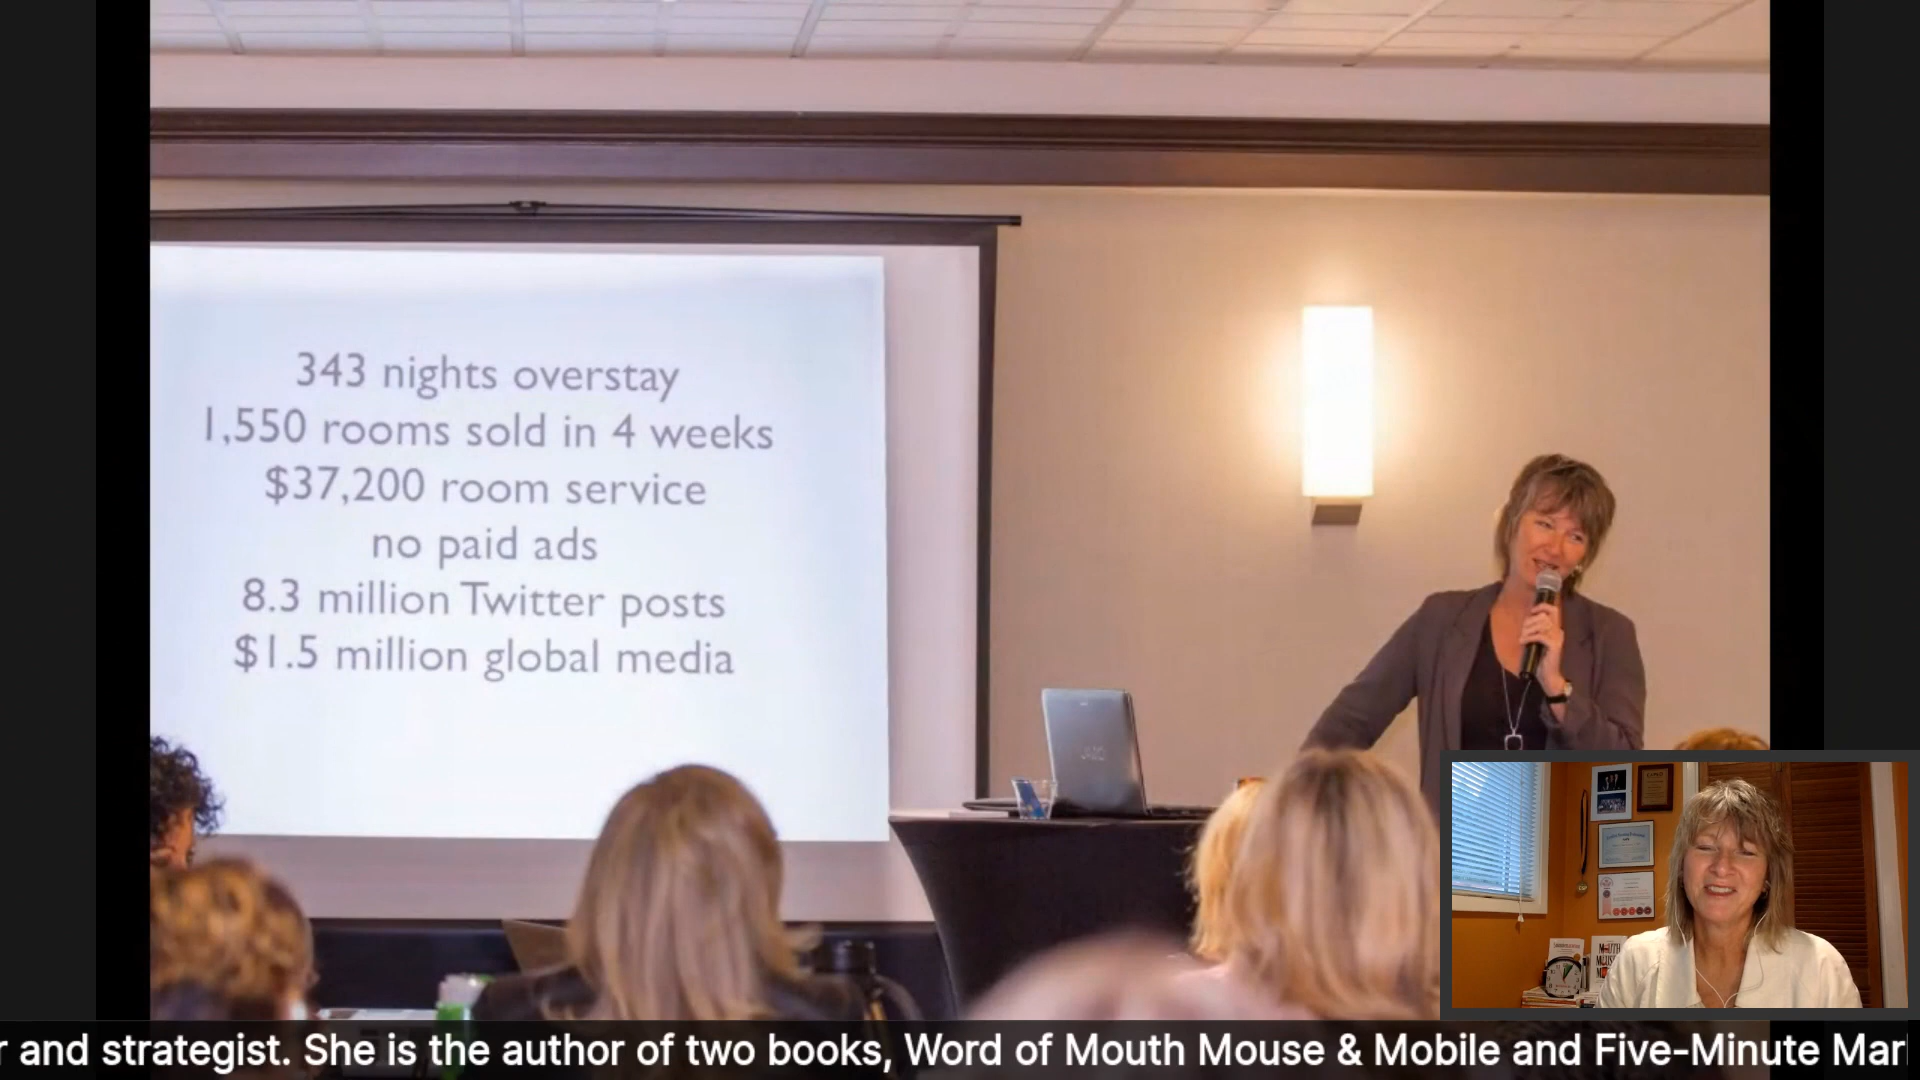 343 nights overstay
1,550 rooms sold in 4 weeks
$37,200 room service
no paid ads
8.3 million Twitter posts
$1.5 million global media
MOUTH
and strategist. She is the author of two books, Word of Mouth Mouse & Mobile and Five-Minute Mar